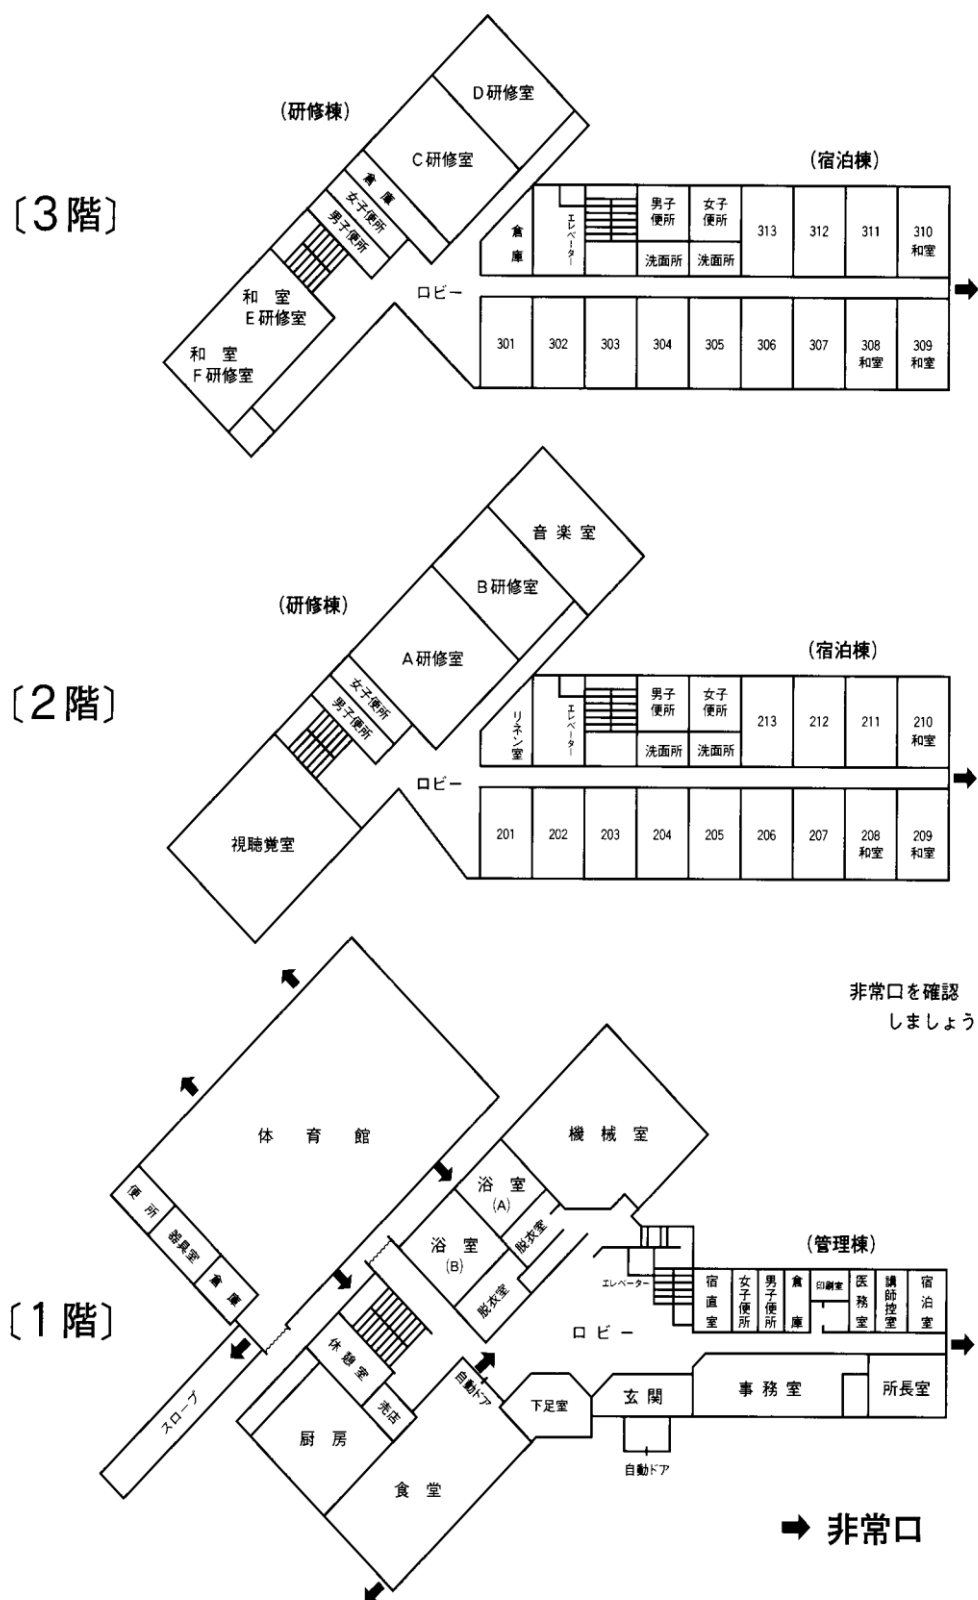 〔3階〕
(研修棟)
D研修室
C研修室
倉庫
女子便所
男子便所
和室
E研修室
和室
F研修室
ロビー
(宿泊棟)
倉庫
エレベーター
男子
便所
女子
便所
洗面所
洗面所
313
312
311
310
和室
301
302
303
304
305
306
307
308
和室
309
和室
〔2階〕
(研修棟)
音楽室
B研修室
A研修室
女子便所
男子便所
視聴覚室
ロビー
(宿泊棟)
リネン室
エレベーター
男子
便所
女子
便所
洗面所
洗面所
213
212
211
210
和室
201
202
203
204
205
206
207
208
和室
209
和室
非常口を確認
しましょう
〔1階〕
体育館
便所
器具室
倉庫
スロープ
機械室
浴室
(A)
脱衣室
浴室
(B)
脱衣室
休憩室
売店
厨房
食堂
自動ドア
ロビー
エレベーター
(管理棟)
宿直室
女子便所
男子便所
倉庫
印刷室
医務室
講師控室
宿泊室
下足室
玄関
自動ドア
事務室
所長室
➡ 非常口